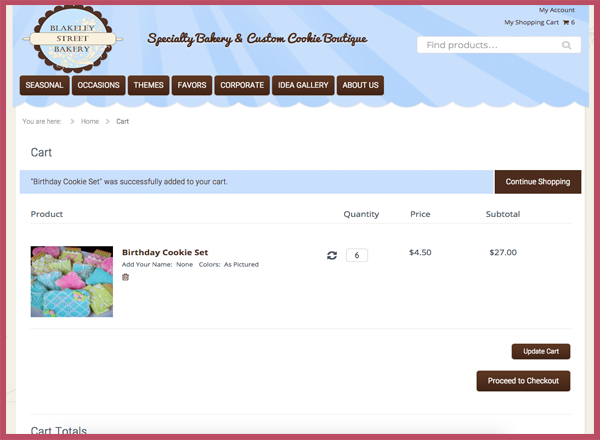 BLAKELEY
STREET
BAKERY
Specialty Bakery & Custom Cookie Boutique
My Account
My Shopping Cart 6
Find products...
SEASONAL OCCASIONS THEMES FAVORS CORPORATE IDEA GALLERY ABOUT US
You are here: > Home > Cart
Cart
"Birthday Cookie Set" was successfully added to your cart. Continue Shopping
Product Quantity Price Subtotal
Birthday Cookie Set 6 $4.50 $27.00
Add Your Name: None Colors: As Pictured
Update Cart
Proceed to Checkout
Cart Totals